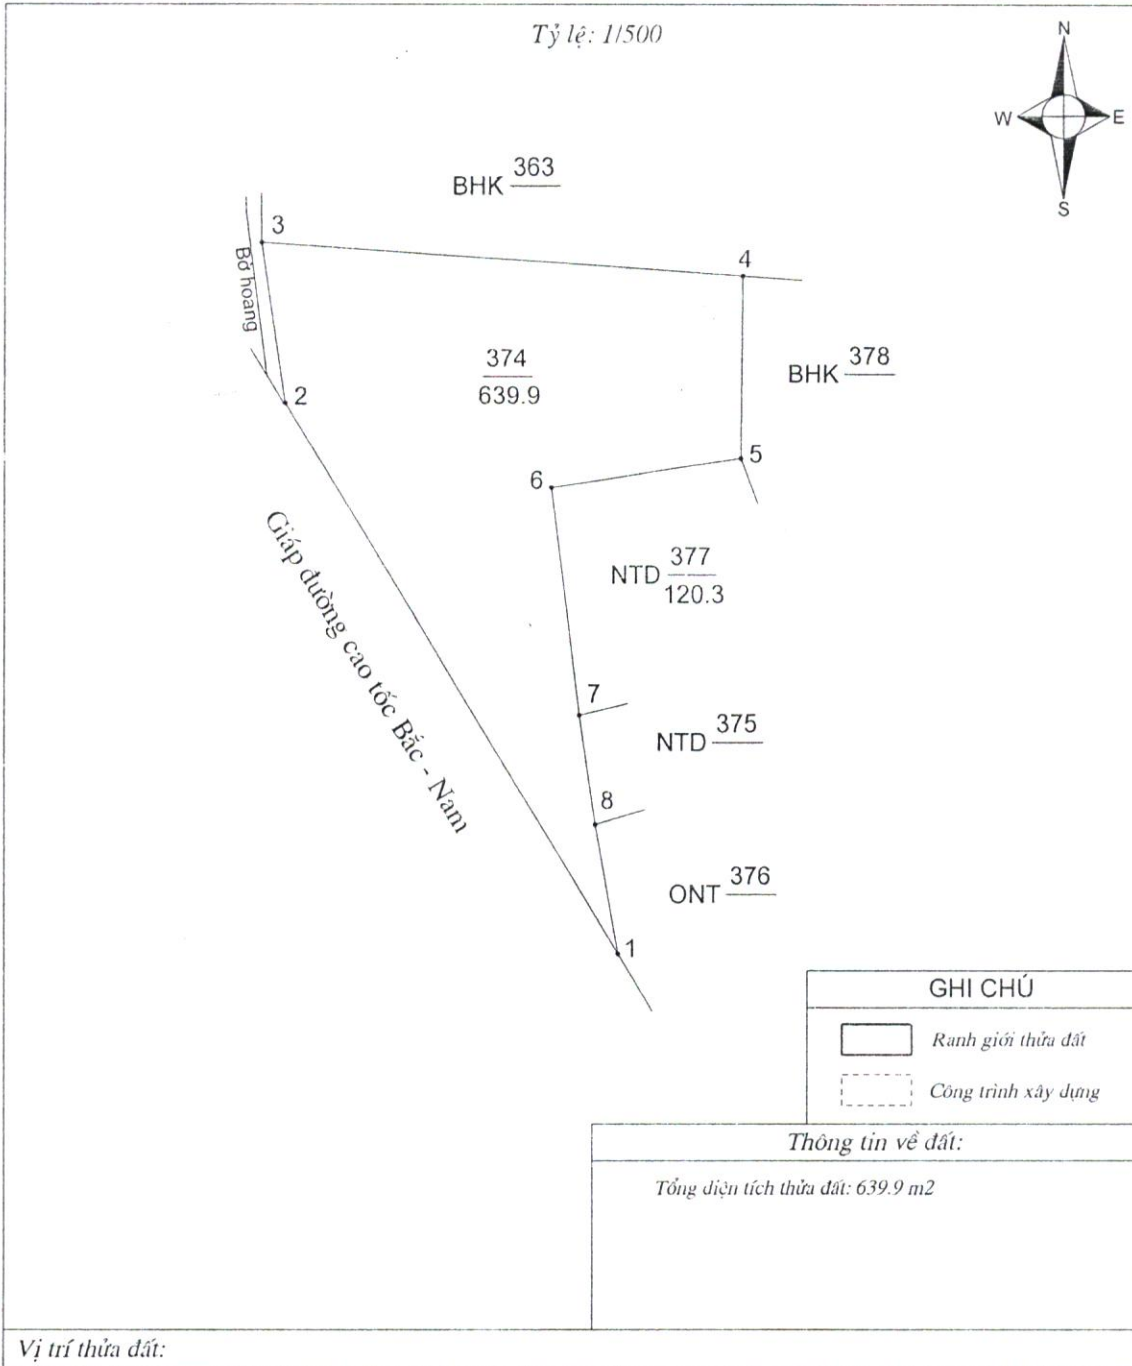 Tỷ lệ: 1/500
N
W E
S
BHK 363
3
4
Bờ hoang
374
639.9
BHK 378
2
5
6
Giáp đường cao tốc Bắc - Nam
NTD 377
120.3
7
NTD 375
8
ONT 376
1
GHI CHÚ
Ranh giới thửa đất
Công trình xây dựng
Thông tin về đất:
Tổng diện tích thửa đất: 639.9 m2
Vị trí thửa đất: